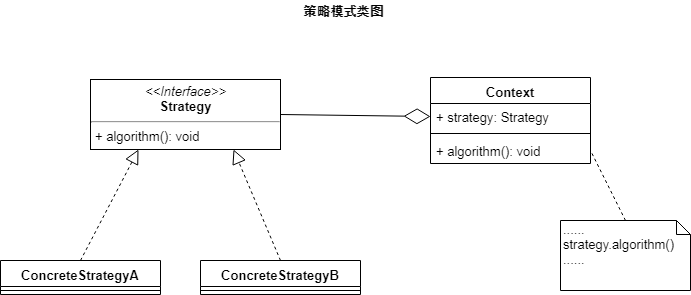 策略模式类图
<<Interface>>
Strategy
+ algorithm(): void
Context
+ strategy: Strategy
+ algorithm(): void
......
strategy.algorithm()
......
ConcreteStrategyA
ConcreteStrategyB